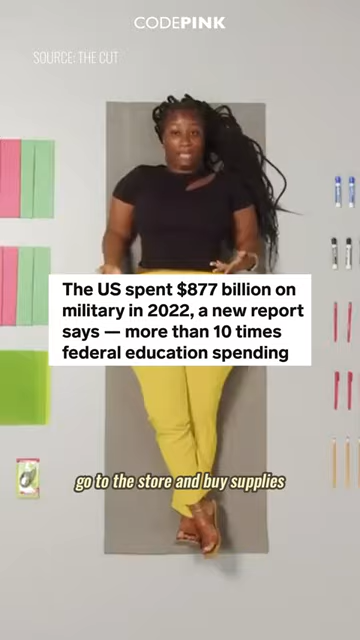 CODEPINK
SOURCE: THE CUT
The US spent $877 billion on
military in 2022, a new report
says — more than 10 times
federal education spending
go to the store and buy supplies